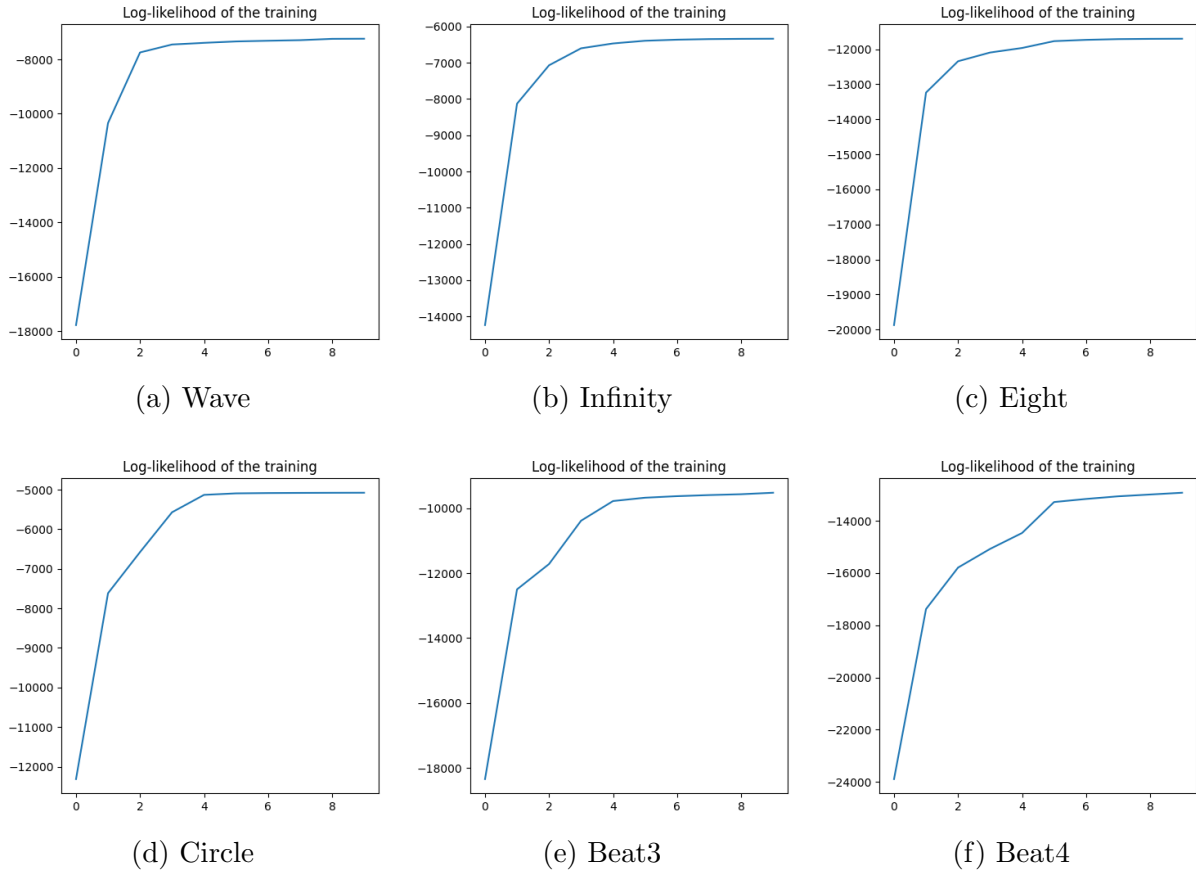 Log-likelihood of the training
−8000
−10000
−12000
−14000
−16000
−18000
0 2 4 6 8
(a) Wave
Log-likelihood of the training
−6000
−7000
−8000
−9000
−10000
−11000
−12000
−13000
−14000
0 2 4 6 8
(b) Infinity
Log-likelihood of the training
−12000
−13000
−14000
−15000
−16000
−17000
−18000
−19000
−20000
0 2 4 6 8
(c) Eight
Log-likelihood of the training
−5000
−6000
−7000
−8000
−9000
−10000
−11000
−12000
0 2 4 6 8
(d) Circle
Log-likelihood of the training
−10000
−12000
−14000
−16000
−18000
0 2 4 6 8
(e) Beat3
Log-likelihood of the training
−14000
−16000
−18000
−20000
−22000
−24000
0 2 4 6 8
(f) Beat4